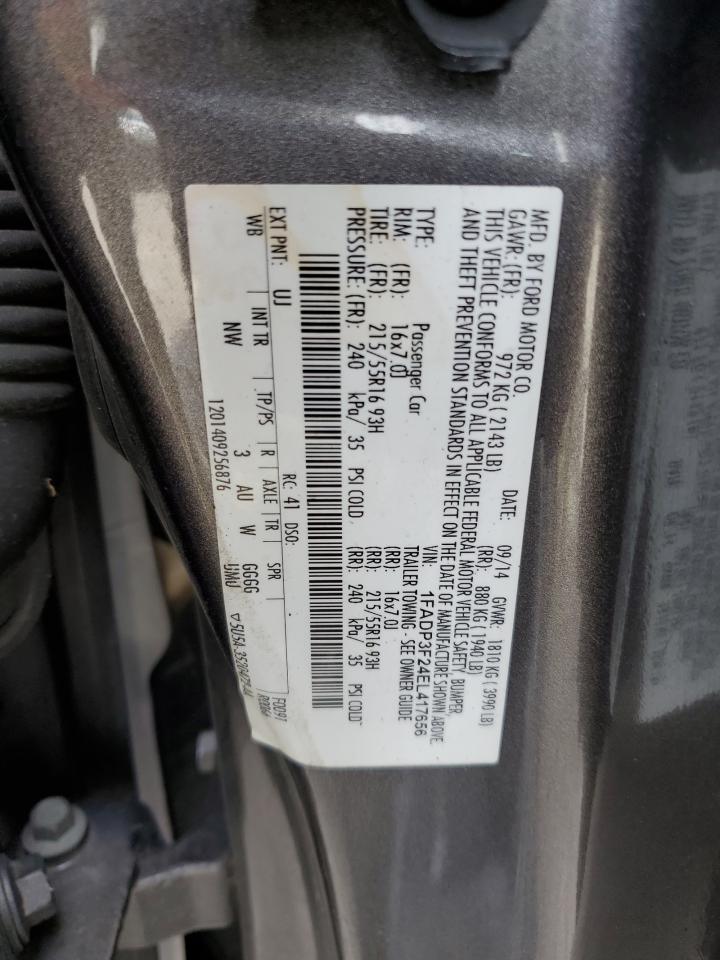 MFD. BY FORD MOTOR CO.
DATE: 09/14 GVWR: 1810 KG ( 3990 LB)
GAWR: (FR): 972 KG ( 2143 LB) (RR): 880 KG ( 1940 LB)
THIS VEHICLE CONFORMS TO ALL APPLICABLE FEDERAL MOTOR VEHICLE SAFETY, BUMPER,
AND THEFT PREVENTION STANDARDS IN EFFECT ON THE DATE OF MANUFACTURE SHOWN ABOVE.
VIN: 1FADP3F24EL417656
TYPE: Passenger Car TRAILER TOWING - SEE OWNER GUIDE
RIM: (FR): 16x7.0J (RR): 16x7.0J
TIRE: (FR): 215/55R16 93H (RR): 215/55R16 93H
PRESSURE: (FR): 240 kPa/ 35 PSI COLD (RR): 240 kPa/ 35 PSI COLD
EXT PNT: UJ RC: 41 DSO: F0091
WB INT TR TP/PS R AXLE TR SPR
NW 3 AU W GGGG
1201409256876